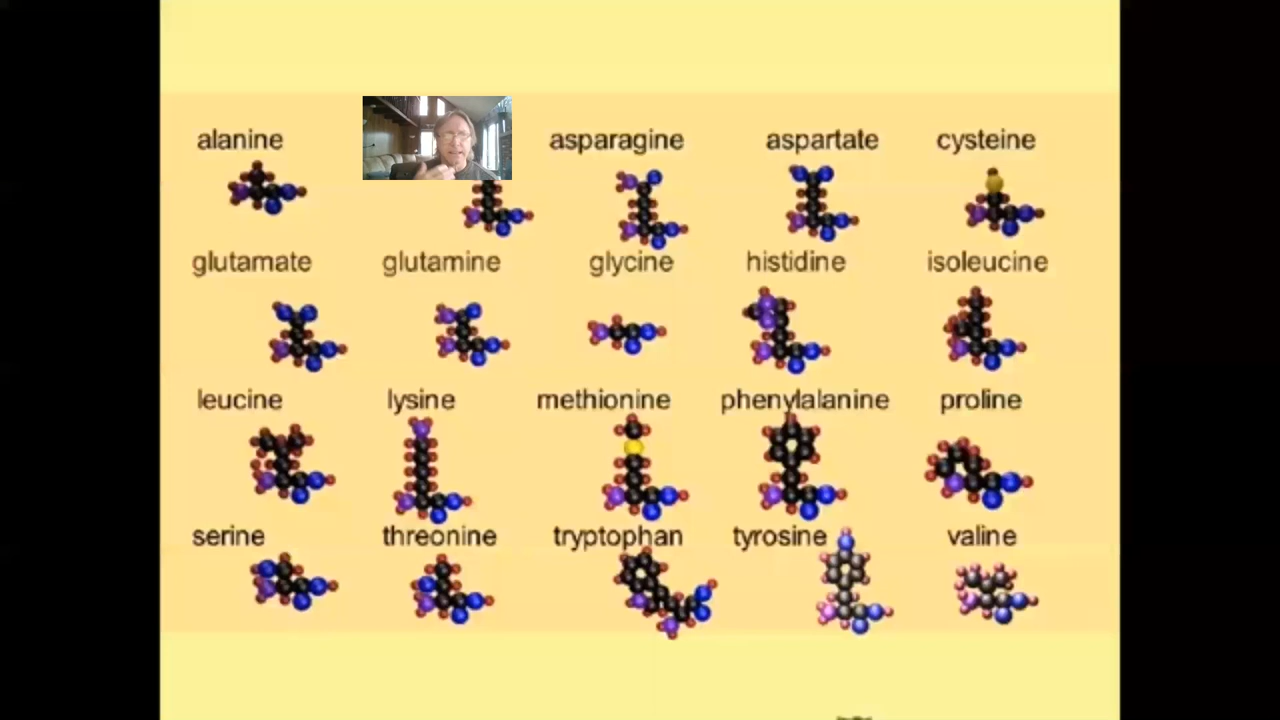 alanine asparagine aspartate cysteine
glutamate glutamine glycine histidine isoleucine
leucine lysine methionine phenylalanine proline
serine threonine tryptophan tyrosine valine